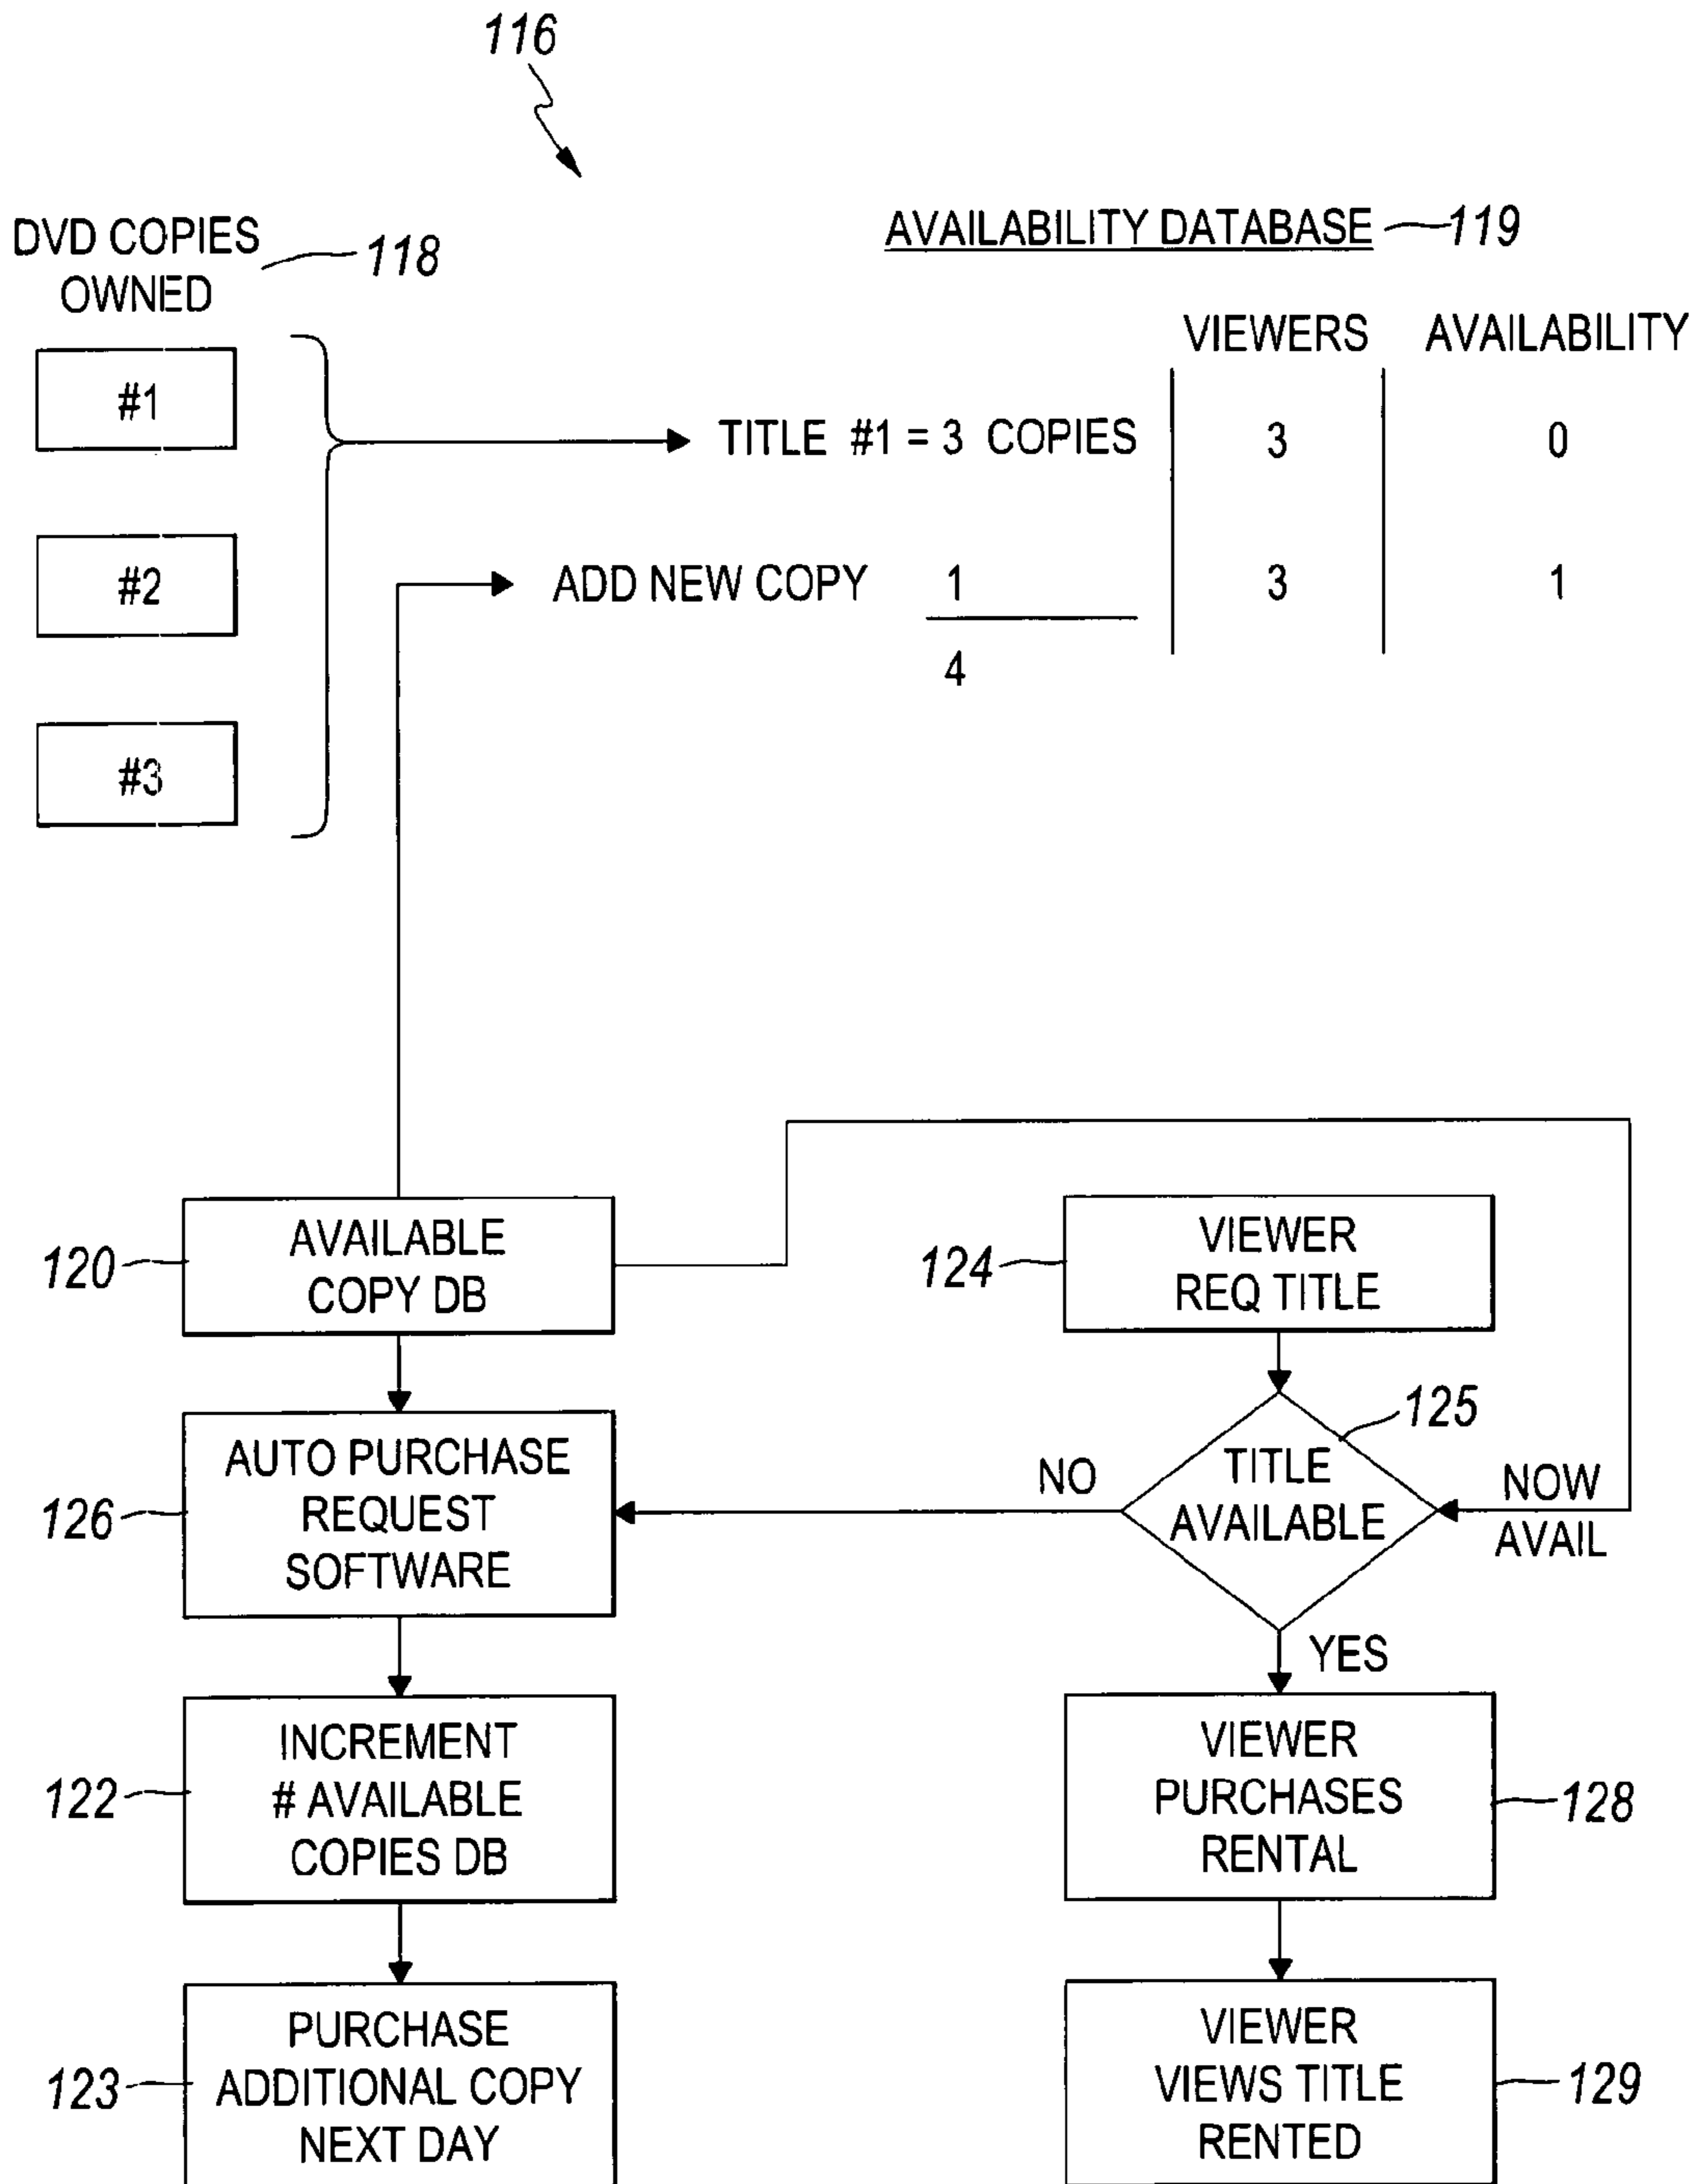 116
DVD COPIES
OWNED
118
AVAILABILITY DATABASE
119
VIEWERS AVAILABILITY
#1
TITLE #1 = 3 COPIES 3 0
#2
ADD NEW COPY 1 3 1
4
#3
120
AVAILABLE
COPY DB
124
VIEWER
REQ TITLE
125
126
AUTO PURCHASE
REQUEST
SOFTWARE
NO
TITLE
AVAILABLE
NOW
AVAIL
YES
122
INCREMENT
# AVAILABLE
COPIES DB
VIEWER
PURCHASES
RENTAL
128
123
PURCHASE
ADDITIONAL COPY
NEXT DAY
VIEWER
VIEWS TITLE
RENTED
129